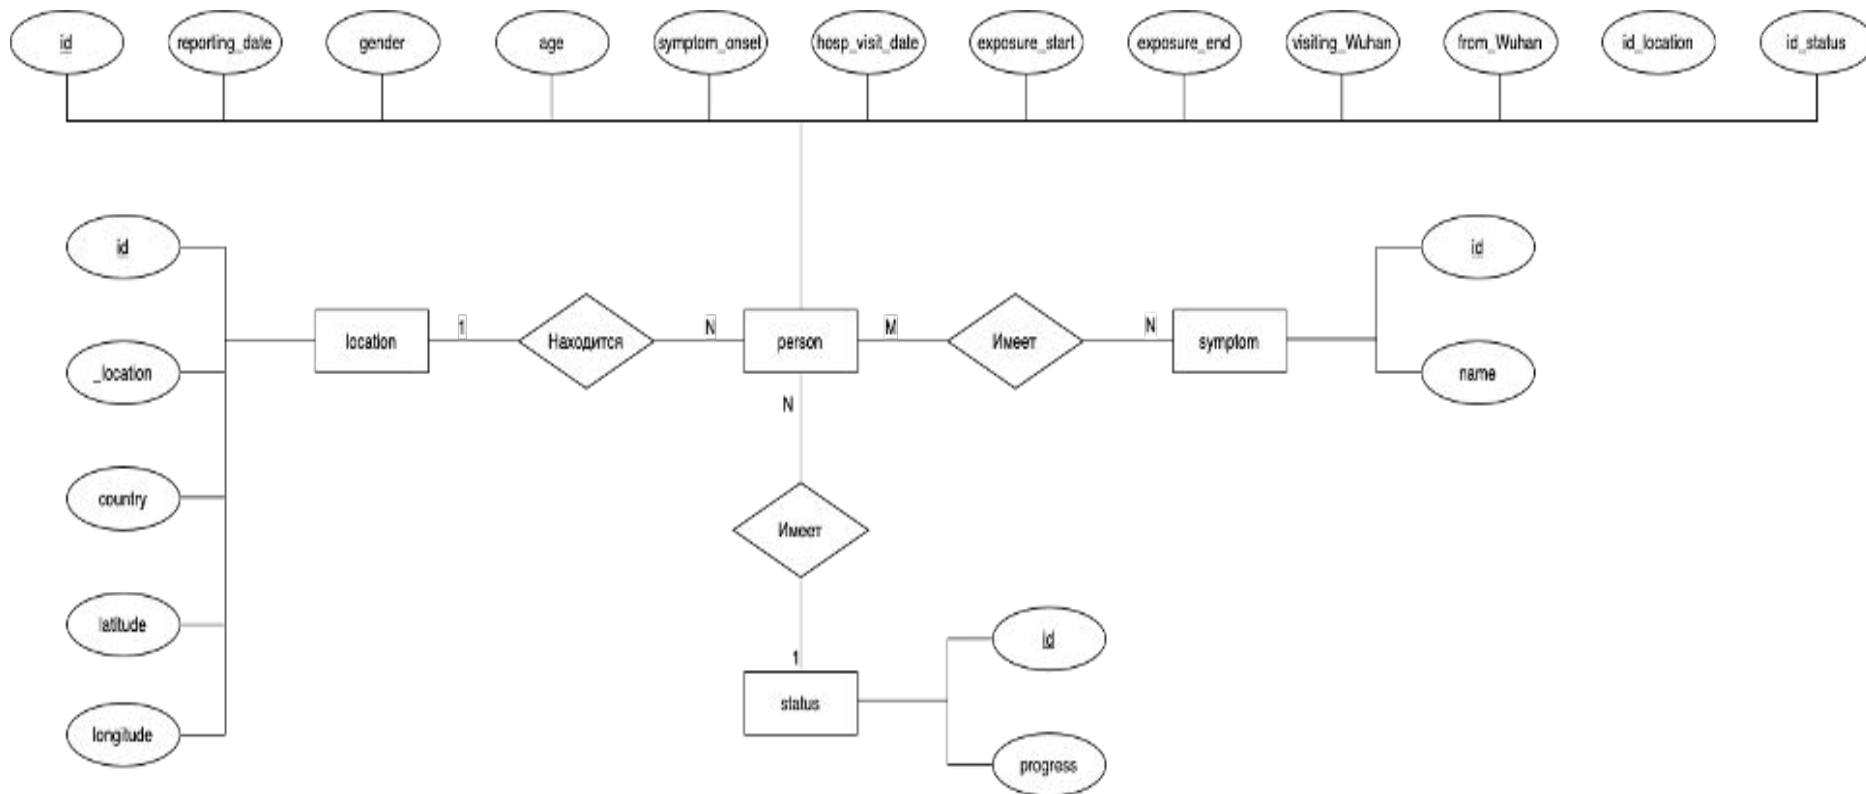 id reporting_date gender age symptom_onset hosp_visit_date exposure_start exposure_end visiting_Wuhan from_Wuhan id_location id_status
id
id
location
1
Находится
N
person
M
Имеет
N
symptom
_location
name
N
country
Имеет
latitude
id
1
status
longitude
progress